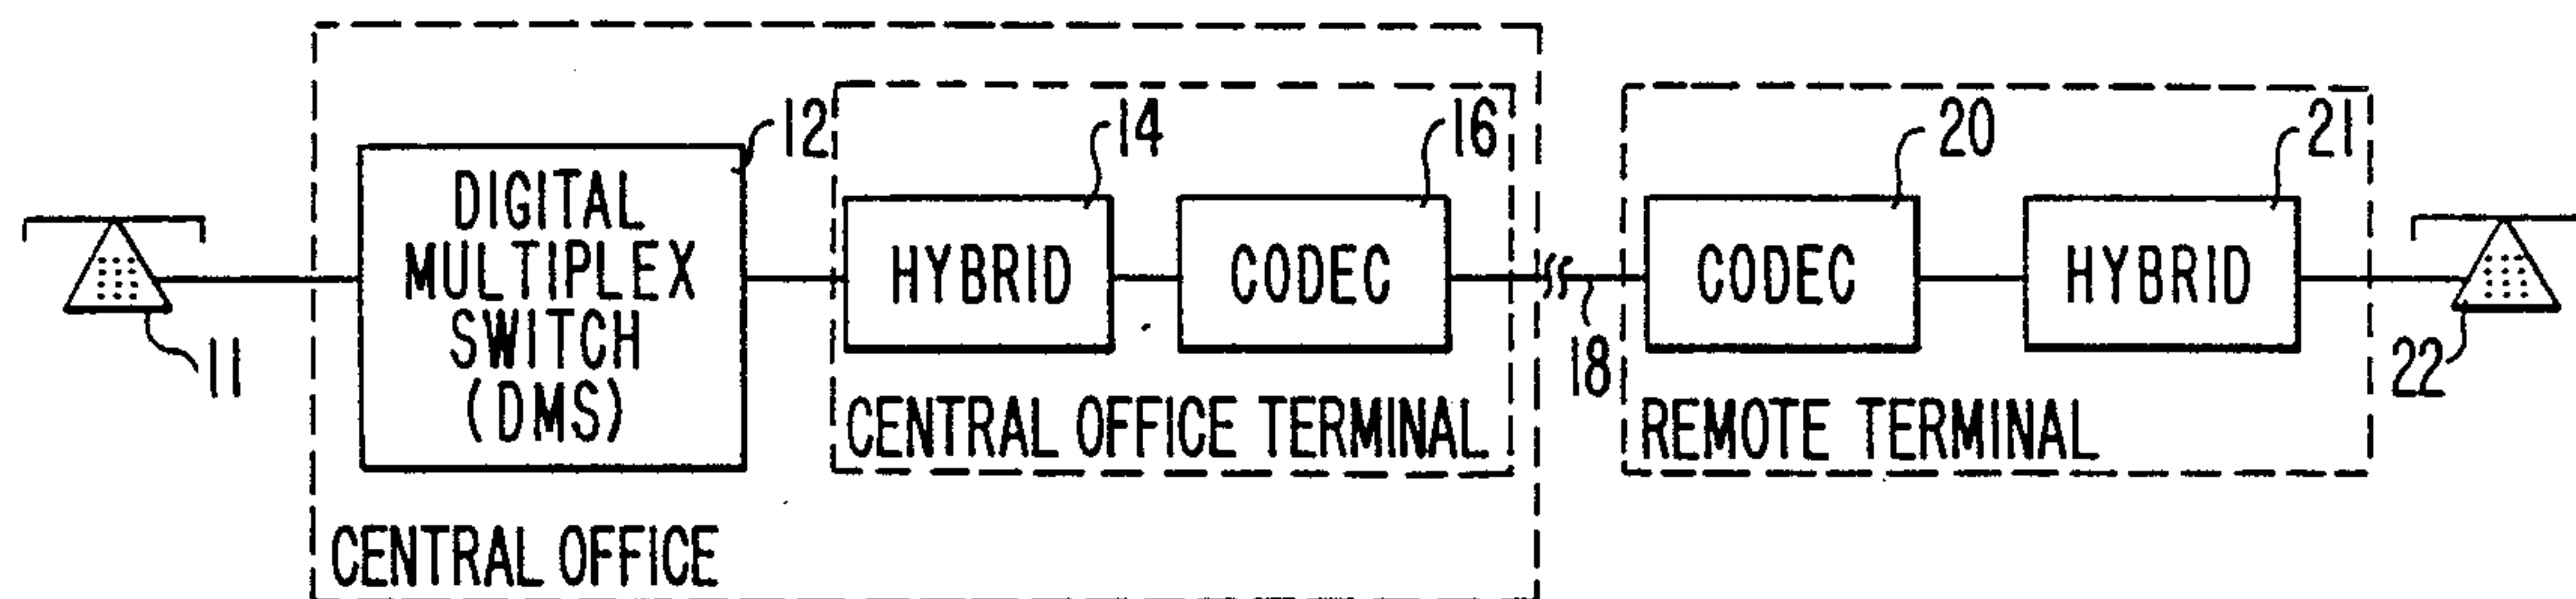 12
14
16
20
21
DIGITAL
MULTIPLEX
SWITCH
(DMS)
HYBRID
CODEC
CODEC
HYBRID
11
18
22
CENTRAL OFFICE TERMINAL
REMOTE TERMINAL
CENTRAL OFFICE